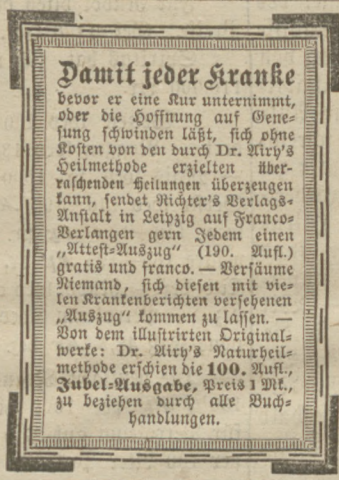 Damit jeder Kranke
bevor er eine Kur unternimmt,
oder die Hoffnung auf Gene-
sung schwinden läßt, sich ohne
Kosten von den durch Dr. Airy's
Heilmethode erzielten über-
raschenden Heilungen überzeugen
kann, sendet Richter's Verlags-
Anstalt in Leipzig auf Franco-
Verlangen gern Jedem einen
„Attest-Auszug“ (190. Aufl.)
gratis und franco. — Versäume
Niemand, sich diesen mit vie-
len Krankenberichten versehenen
„Auszug“ kommen zu lassen. —
Von dem illustrirten Original-
werke: Dr. Airy's Naturheil-
methode erschien die 100. Aufl.,
Jubel-Ausgabe, Preis 1 Mk.,
zu beziehen durch alle Buch-
handlungen.